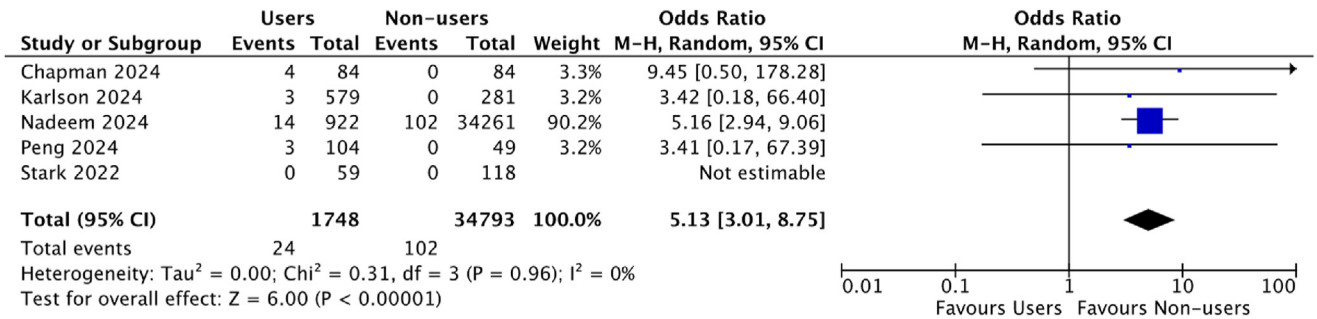 Users Non-users Odds Ratio Odds Ratio
Study or Subgroup Events Total Events Total Weight M-H, Random, 95% CI M-H, Random, 95% CI
Chapman 2024 4 84 0 84 3.3% 9.45 [0.50, 178.28]
Karlson 2024 3 579 0 281 3.2% 3.42 [0.18, 66.40]
Nadeem 2024 14 922 102 34261 90.2% 5.16 [2.94, 9.06]
Peng 2024 3 104 0 49 3.2% 3.41 [0.17, 67.39]
Stark 2022 0 59 0 118 Not estimable
Total (95% CI) 1748 34793 100.0% 5.13 [3.01, 8.75]
Total events 24 102
Heterogeneity: Tau² = 0.00; Chi² = 0.31, df = 3 (P = 0.96); I² = 0%
Test for overall effect: Z = 6.00 (P < 0.00001)
0.01 0.1 1 10 100
Favours Users Favours Non-users